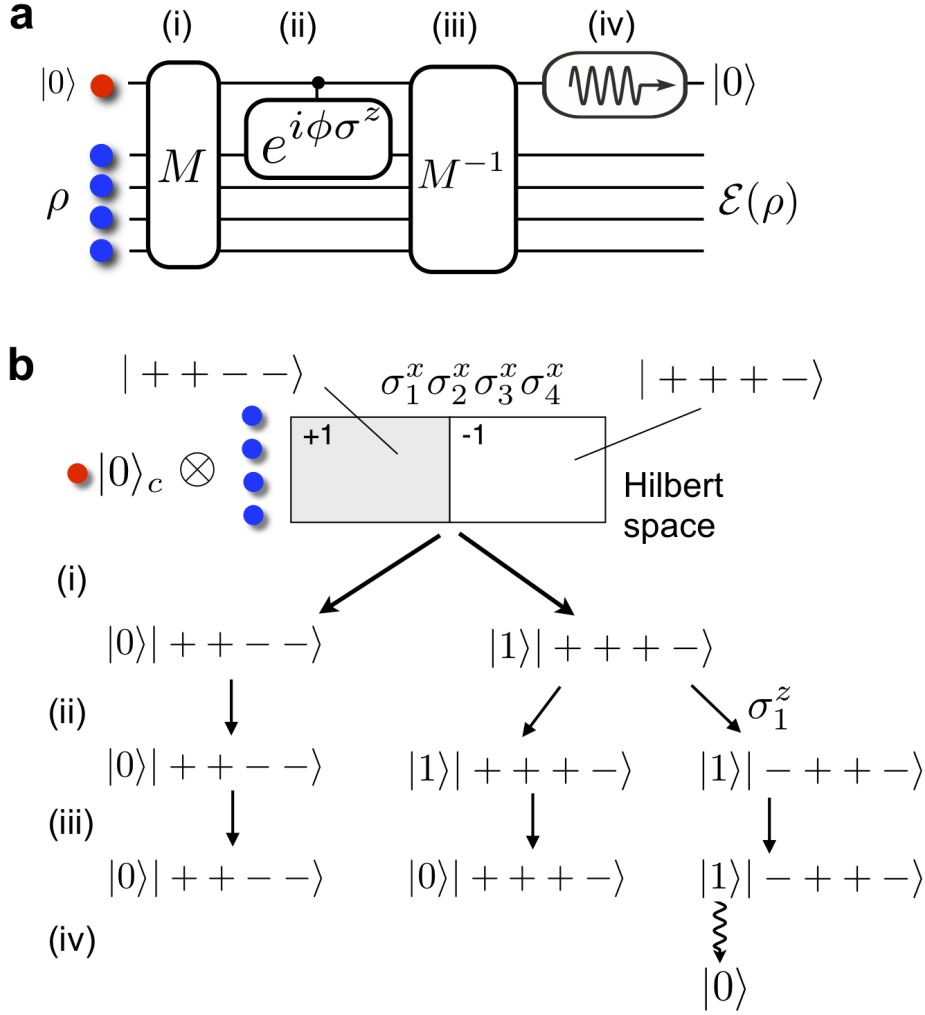 a
(i) (ii) (iii) (iv)
|0⟩ M e^{iϕσ^z} M^{-1} |0⟩
ρ ℰ(ρ)
b
|++−−⟩ σ_1^x σ_2^x σ_3^x σ_4^x |+++−⟩
+1 -1
|0⟩_c ⊗
Hilbert
space
(i)
|0⟩|++−−⟩ |1⟩|+++−⟩
(ii) σ_1^z
|0⟩|++−−⟩ |1⟩|+++−⟩ |1⟩|−++−⟩
(iii)
|0⟩|++−−⟩ |0⟩|+++−⟩ |1⟩|−++−⟩
(iv)
|0⟩